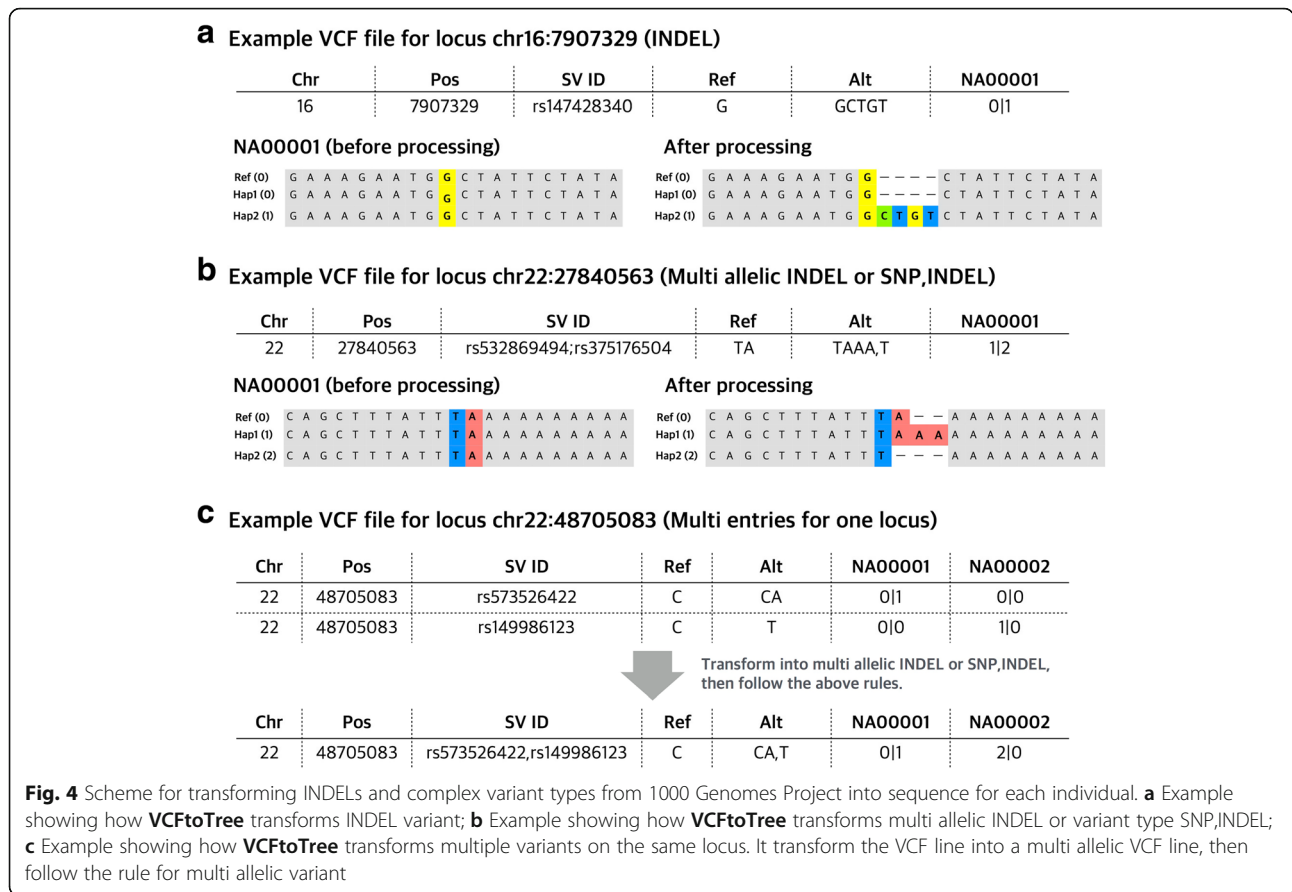 a Example VCF file for locus chr16:7907329 (INDEL)
Chr Pos SV ID Ref Alt NA00001
16 7907329 rs147428340 G GCTGT 0|1
NA00001 (before processing)
Ref (0) G A A A G A A T G G C T A T T C T A T A
Hap1 (0) G A A A G A A T G G C T A T T C T A T A
Hap2 (1) G A A A G A A T G G C T A T T C T A T A
After processing
Ref (0) G A A A G A A T G G — — — — C T A T T C T A T A
Hap1 (0) G A A A G A A T G G — — — — C T A T T C T A T A
Hap2 (1) G A A A G A A T G G C T G T C T A T T C T A T A
b Example VCF file for locus chr22:27840563 (Multi allelic INDEL or SNP,INDEL)
Chr Pos SV ID Ref Alt NA00001
22 27840563 rs532869494;rs375176504 TA TAAA,T 1|2
NA00001 (before processing)
Ref (0) C A G C T T T A T T T A A A A A A A A A A
Hap1 (1) C A G C T T T A T T T A A A A A A A A A A
Hap2 (2) C A G C T T T A T T T A A A A A A A A A A
After processing
Ref (0) C A G C T T T A T T T A — — A A A A A A A A A
Hap1 (1) C A G C T T T A T T T A A A A A A A A A A A A
Hap2 (2) C A G C T T T A T T T — — — A A A A A A A A A
c Example VCF file for locus chr22:48705083 (Multi entries for one locus)
Chr Pos SV ID Ref Alt NA00001 NA00002
22 48705083 rs573526422 C CA 0|1 0|0
22 48705083 rs149986123 C T 0|0 1|0
Transform into multi allelic INDEL or SNP,INDEL,
then follow the above rules.
Chr Pos SV ID Ref Alt NA00001 NA00002
22 48705083 rs573526422,rs149986123 C CA,T 0|1 2|0
Fig. 4 Scheme for transforming INDELs and complex variant types from 1000 Genomes Project into sequence for each individual. a Example
showing how VCFtoTree transforms INDEL variant; b Example showing how VCFtoTree transforms multi allelic INDEL or variant type SNP,INDEL;
c Example showing how VCFtoTree transforms multiple variants on the same locus. It transform the VCF line into a multi allelic VCF line, then
follow the rule for multi allelic variant